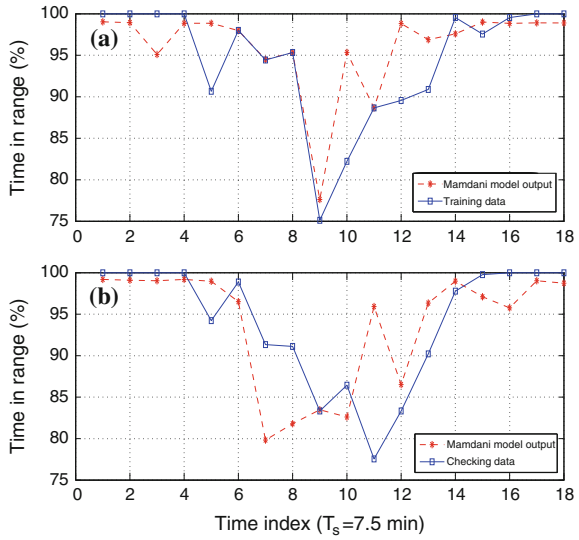 (a)
Time in range (%)
100
95
90
85
80
75
0 2 4 6 8 10 12 14 16 18
Mamdani model output
Training data
(b)
Time in range (%)
100
95
90
85
80
75
0 2 4 6 8 10 12 14 16 18
Mamdani model output
Checking data
Time index (Ts=7.5 min)